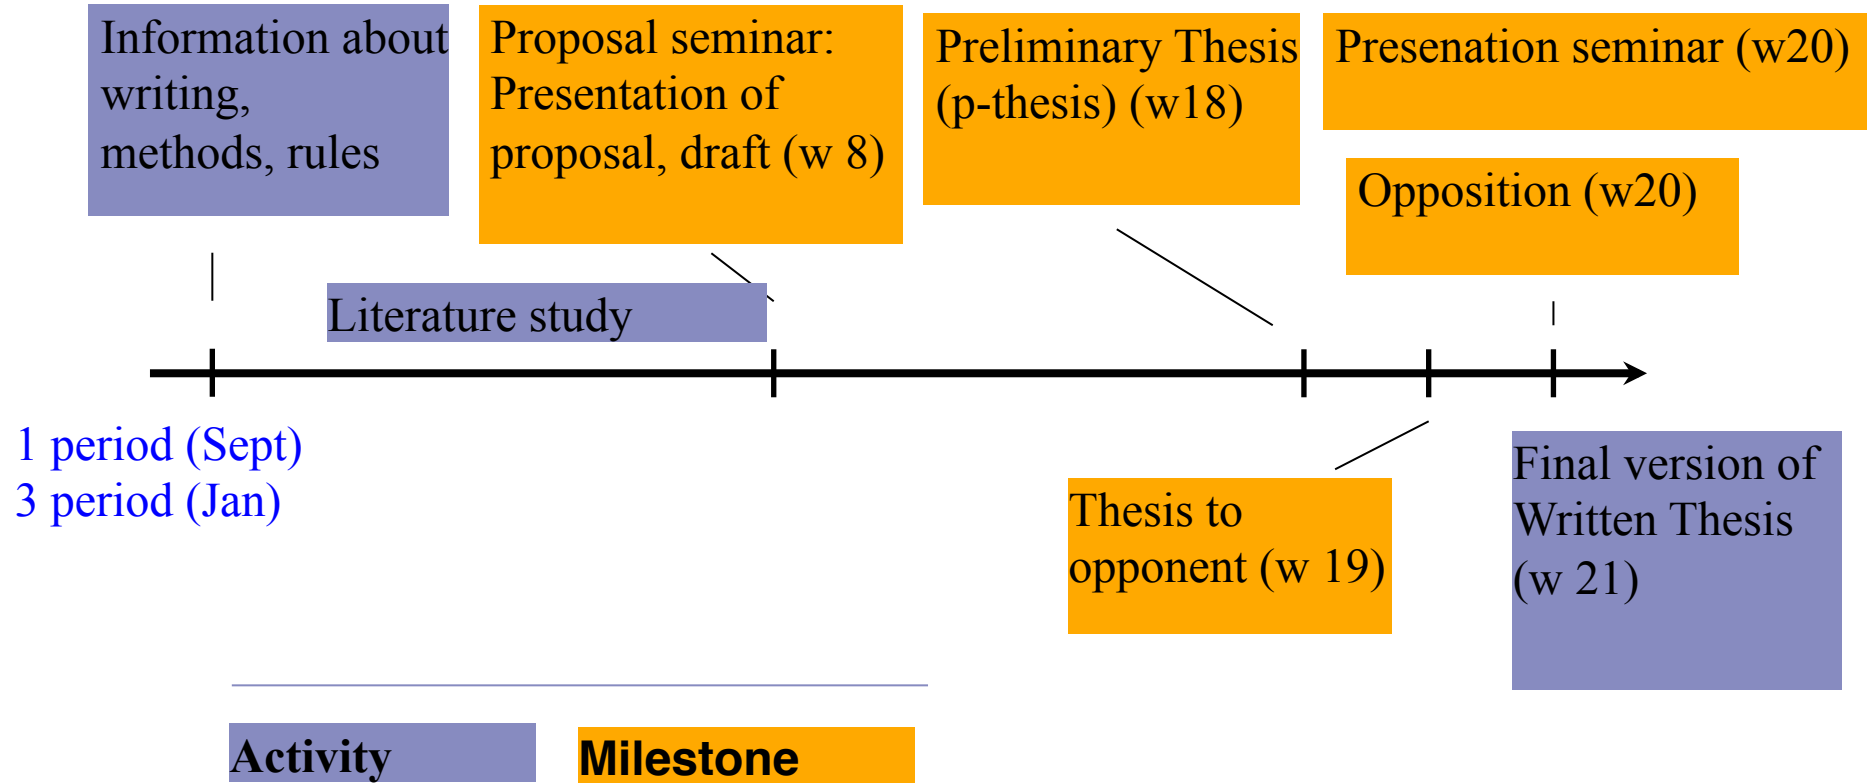 Information about
writing,
methods, rules
Proposal seminar:
Presentation of
proposal, draft (w 8)
Preliminary Thesis
(p-thesis) (w18)
Presenation seminar (w20)
Opposition (w20)
Literature study
1 period (Sept)
3 period (Jan)
Thesis to
opponent (w 19)
Final version of
Written Thesis
(w 21)
Activity
Milestone